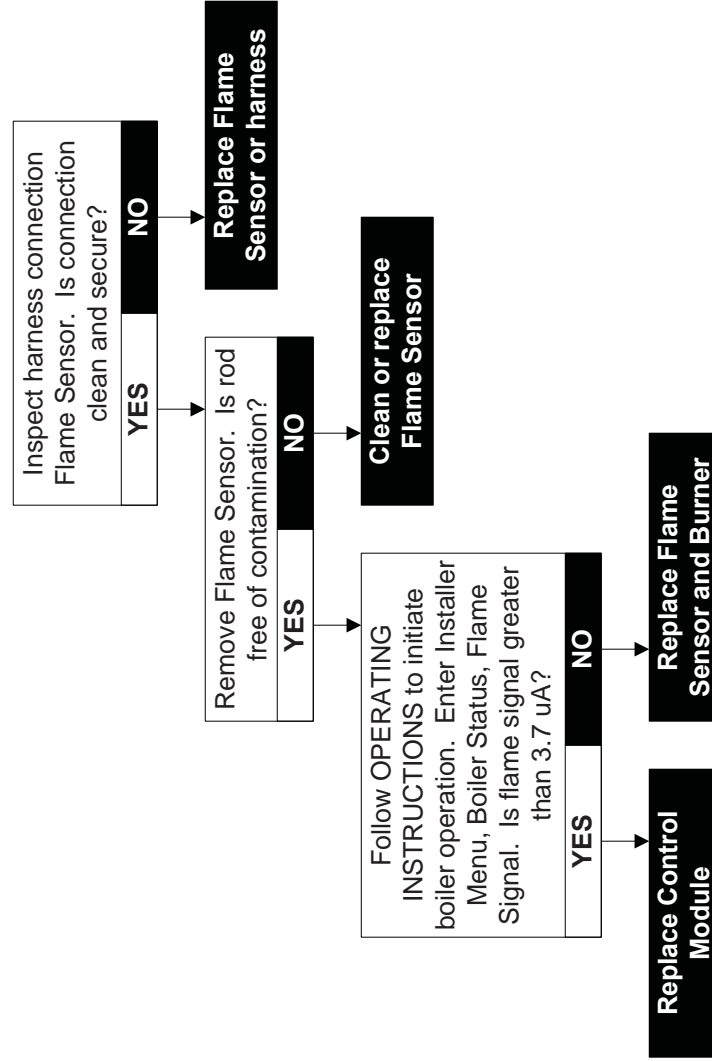 Inspect harness connection
Flame Sensor.  Is connection
clean and secure?
YES
NO
Replace Flame
Sensor or harness
Remove Flame Sensor.  Is rod
free of contamination?
YES
NO
Clean or replace
Flame Sensor
Follow OPERATING
INSTRUCTIONS to initiate
boiler operation.  Enter Installer
Menu, Boiler Status, Flame
Signal.  Is flame signal greater
than 3.7 uA?
YES
NO
Replace Control
Module
Replace Flame
Sensor and Burner